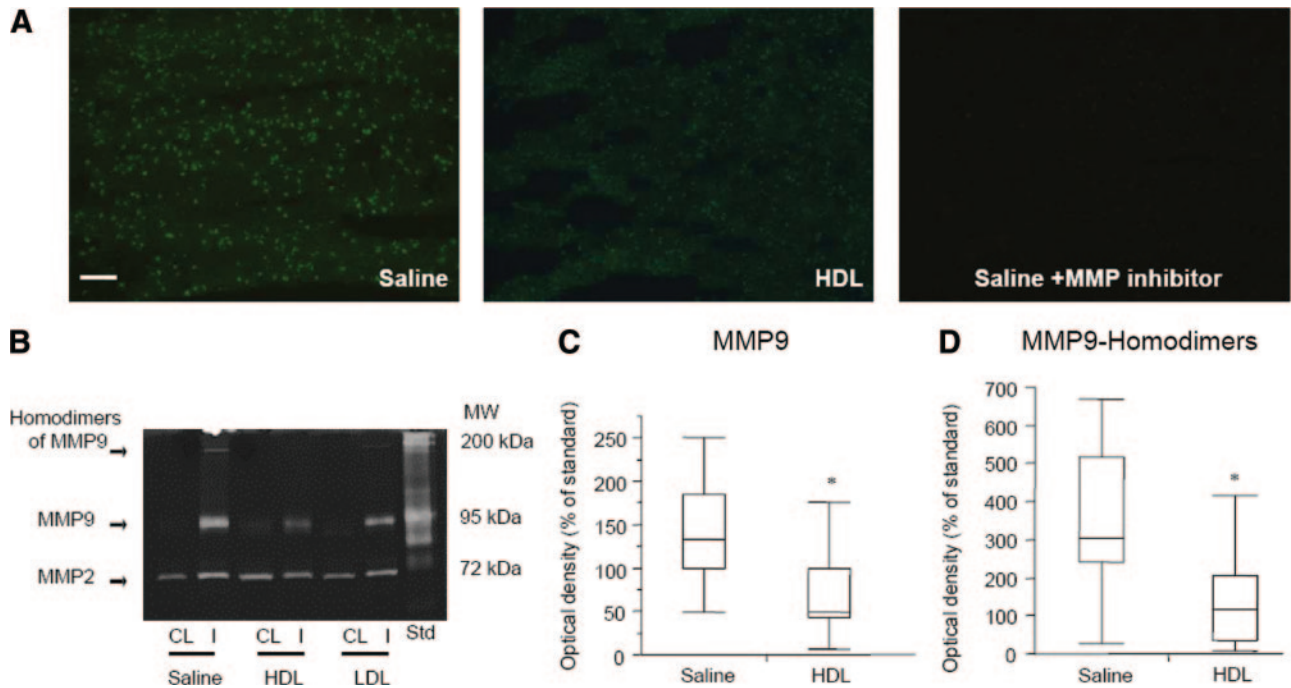 A
Saline
HDL
Saline +MMP inhibitor
B
Homodimers
of MMP9
MMP9
MMP2
MW
200 kDa
95 kDa
72 kDa
CL I CL I CL I Std
Saline HDL LDL
C MMP9
Optical density (% of standard)
250
200
150
100
50
0
Saline HDL
*
D MMP9-Homodimers
Optical density (% of standard)
700
600
500
400
300
200
100
0
Saline HDL
*